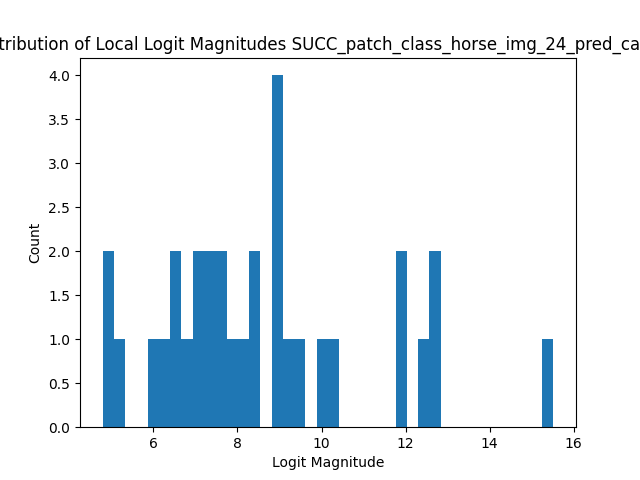 tribution of Local Logit Magnitudes SUCC_patch_class_horse_img_24_pred_ca
4.0
3.5
3.0
2.5
2.0
1.5
1.0
0.5
0.0
Count
6 8 10 12 14 16
Logit Magnitude